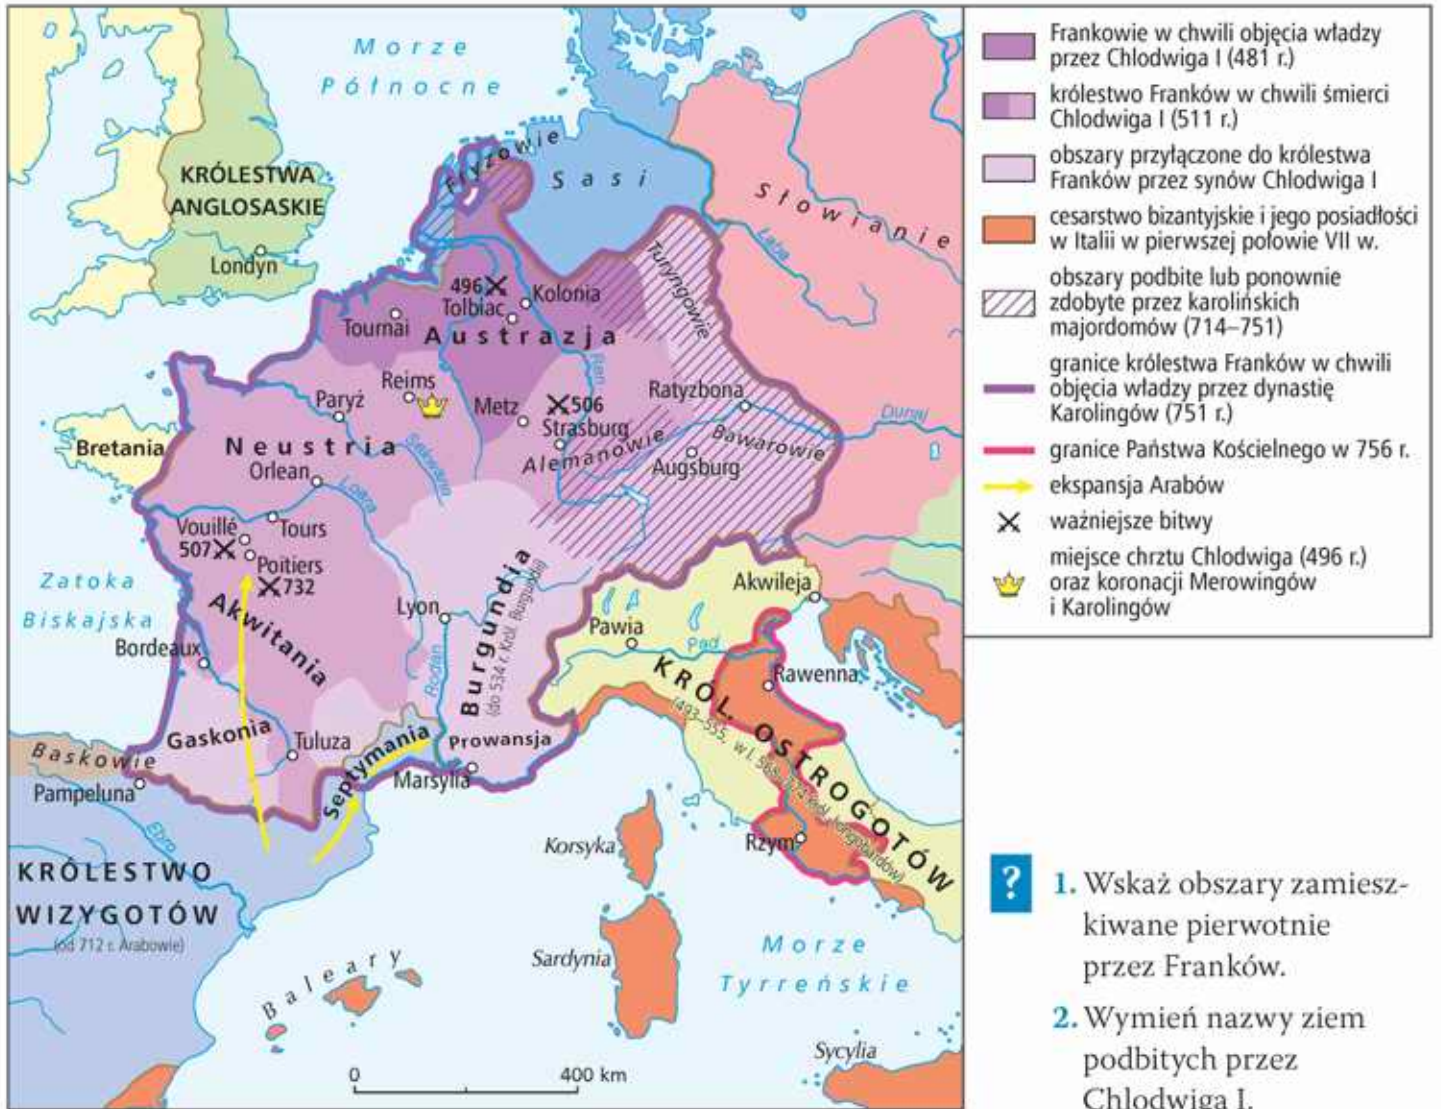 Morze
Północne
KRÓLESTWA
ANGLOSASKIE
Londyn
Fryzowie
Sasi
Słowianie
Łaba
Turyngowie
496
Tolbiac
Kolonia
Tournai
Austrazja
Ren
Reims
Paryż
Metz
506
Strasburg
Ratyzbona
Dunaj
Bretania
Neustria
Sekwana
Alemanowie
Bawarowie
Augsburg
Orlean
Loara
Vouillé
507
Tours
Poitiers
732
Zatoka
Biskajska
Akwitania
Bordeaux
Lyon
Rodan
Burgundia
(do 534 r. Król. Burgundii)
Akwileja
Pawia
Pad
Rawenna
KRÓL. OSTROGOTÓW
(493–555, w l. 568–774 Król. Longobardów)
Gaskonia
Tuluza
Septymania
Prowansja
Marsylia
Baskowie
Pampeluna
Ebro
KRÓLESTWO
WIZYGOTÓW
(od 712 r. Arabowie)
Korsyka
Rzym
Baleary
Sardynia
Morze
Tyrreńskie
Sycylia
0 400 km
Frankowie w chwili objęcia władzy
przez Chlodwiga I (481 r.)
królestwo Franków w chwili śmierci
Chlodwiga I (511 r.)
obszary przyłączone do królestwa
Franków przez synów Chlodwiga I
cesarstwo bizantyjskie i jego posiadłości
w Italii w pierwszej połowie VII w.
obszary podbite lub ponownie
zdobyte przez karolińskich
majordomów (714–751)
granice królestwa Franków w chwili
objęcia władzy przez dynastię
Karolingów (751 r.)
granice Państwa Kościelnego w 756 r.
ekspansja Arabów
ważniejsze bitwy
miejsce chrztu Chlodwiga (496 r.)
oraz koronacji Merowingów
i Karolingów
?
1. Wskaż obszary zamiesz-
kiwane pierwotnie
przez Franków.
2. Wymień nazwy ziem
podbitych przez
Chlodwiga I.